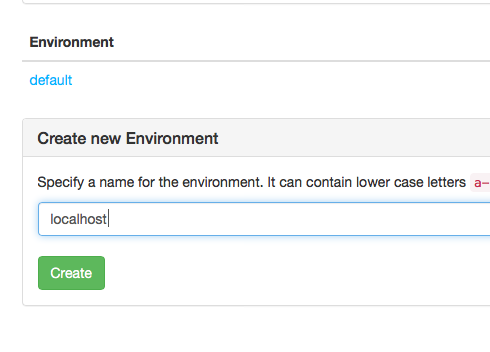 Environment
default
Create new Environment
Specify a name for the environment. It can contain lower case letters a–
localhost
Create